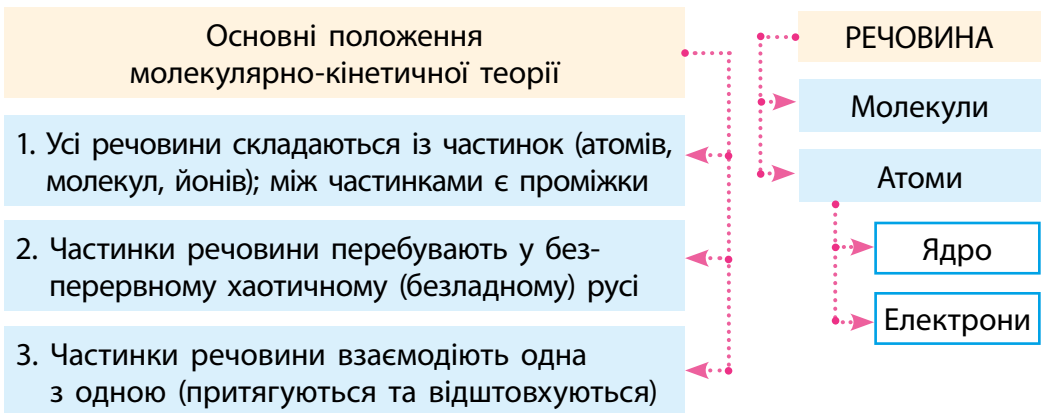 Основні положення
молекулярно-кінетичної теорії
1. Усі речовини складаються із частинок (атомів,
молекул, йонів); між частинками є проміжки
2. Частинки речовини перебувають у без-
перервному хаотичному (безладному) русі
3. Частинки речовини взаємодіють одна
з одною (притягуються та відштовхуються)
РЕЧОВИНА
Молекули
Атоми
Ядро
Електрони